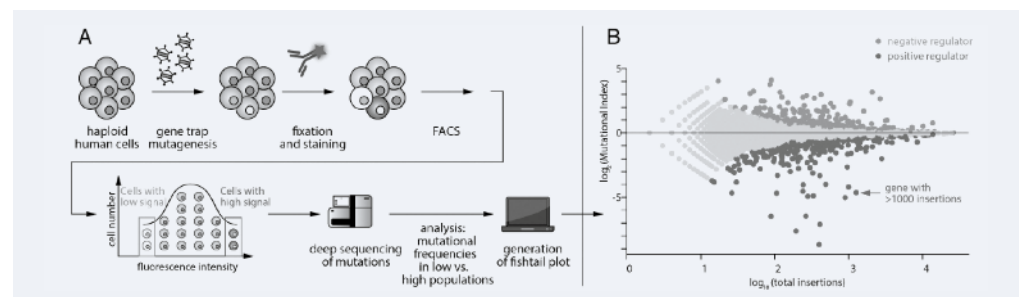 A
haploid
human cells
gene trap
mutagenesis
fixation
and staining
FACS
cell number
Cells with
low signal
Cells with
high signal
fluorescence intensity
deep sequencing
of mutations
analysis:
mutational
frequencies
in low vs.
high populations
generation
of fishtail plot
B
negative regulator
positive regulator
log2(Mutational Index)
5
0
-5
gene with
>1000 insertions
0
1
2
3
4
log10(total insertions)